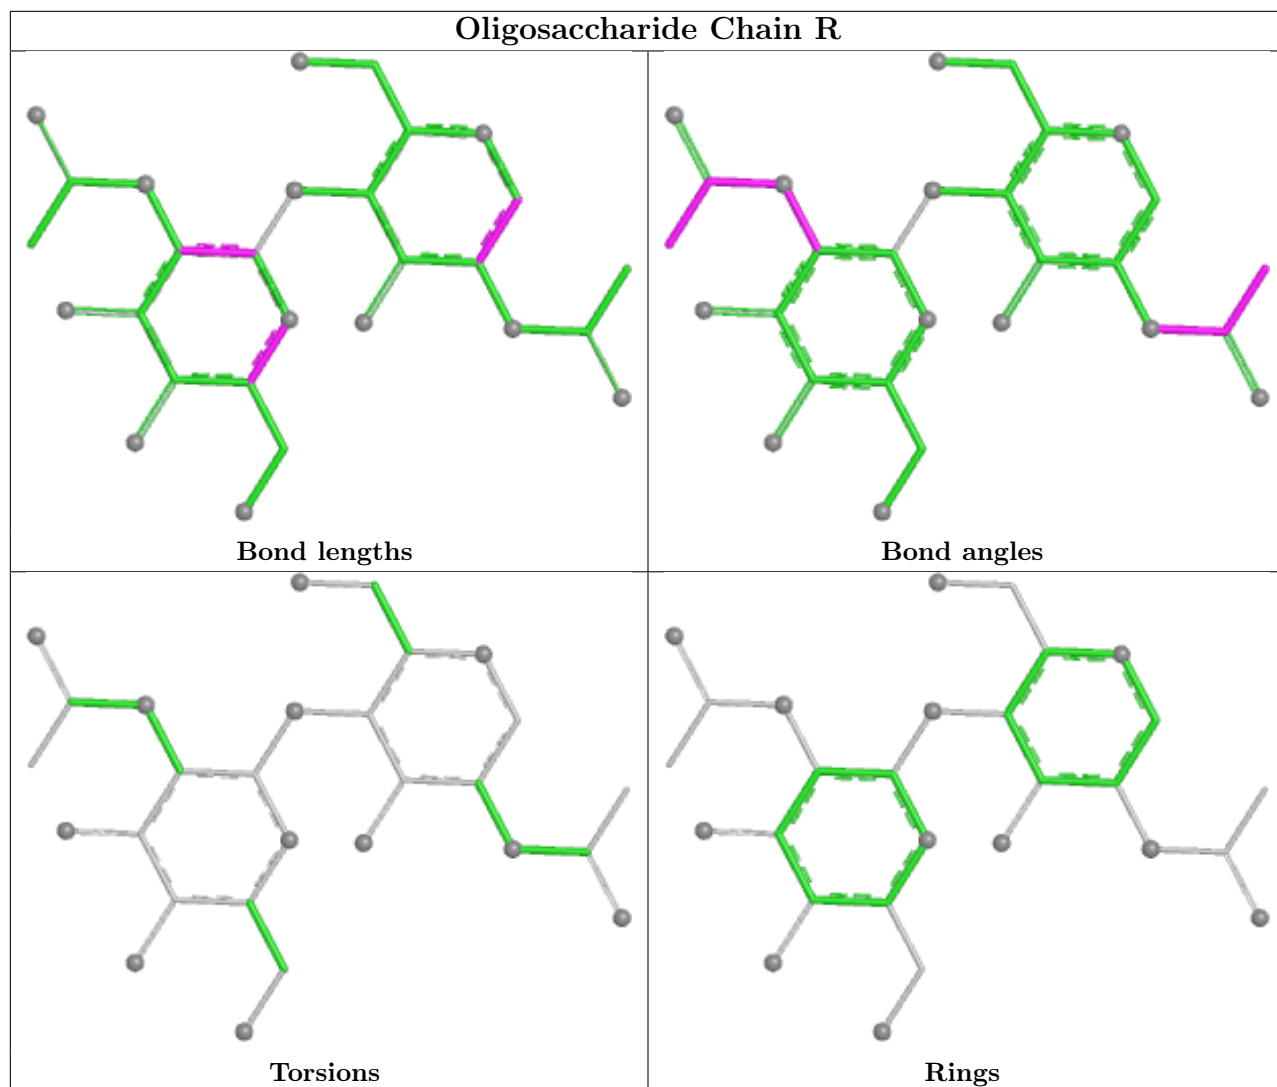 Oligosaccharide Chain R
Bond lengths
Bond angles
Torsions
Rings